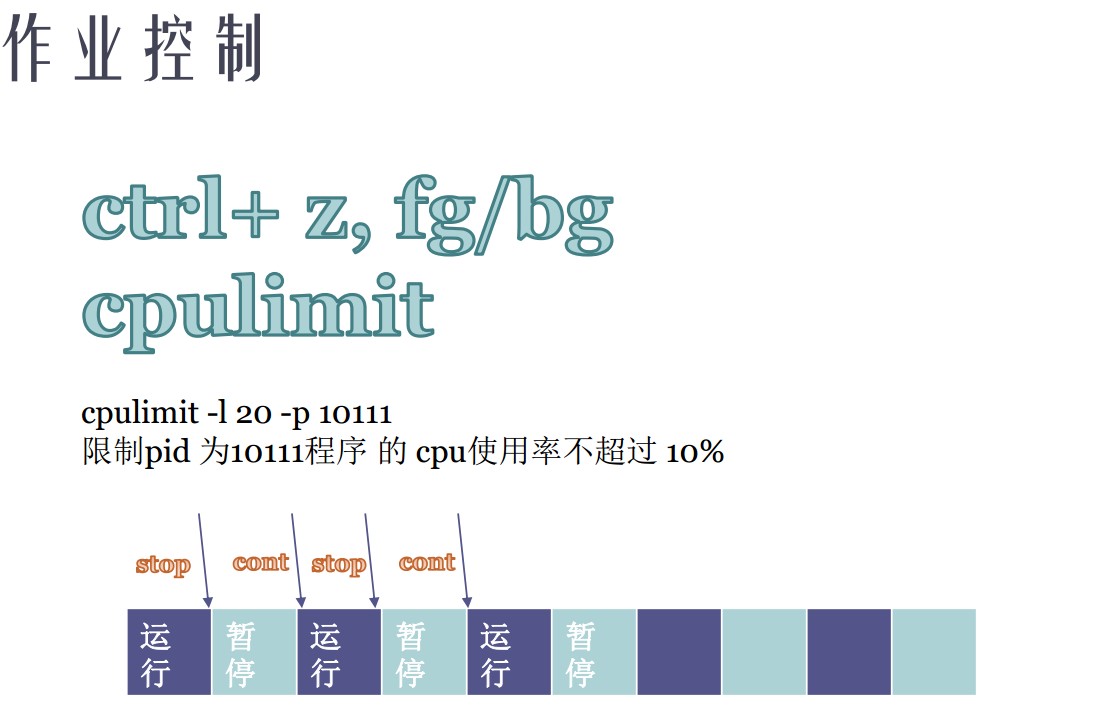 作业控制
ctrl+ z, fg/bg
cpulimit
cpulimit -l 20 -p 10111
限制pid 为10111程序 的 cpu使用率不超过 10%
stop cont stop cont
运行 暂停 运行 暂停 运行 暂停